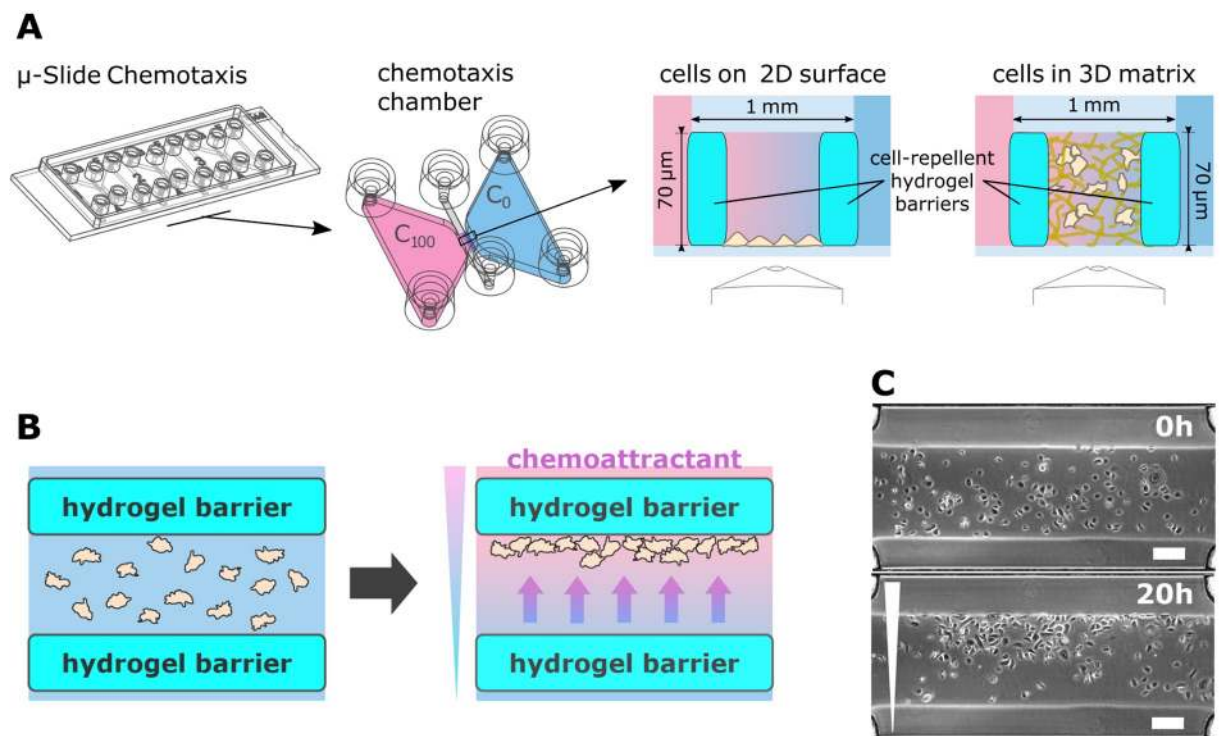 A
μ-Slide Chemotaxis
chemotaxis
chamber
C₁₀₀
C₀
cells on 2D surface
1 mm
70 μm
cell-repellent
hydrogel
barriers
cells in 3D matrix
1 mm
70 μm
B
hydrogel barrier
hydrogel barrier
chemoattractant
hydrogel barrier
hydrogel barrier
C
0h
20h